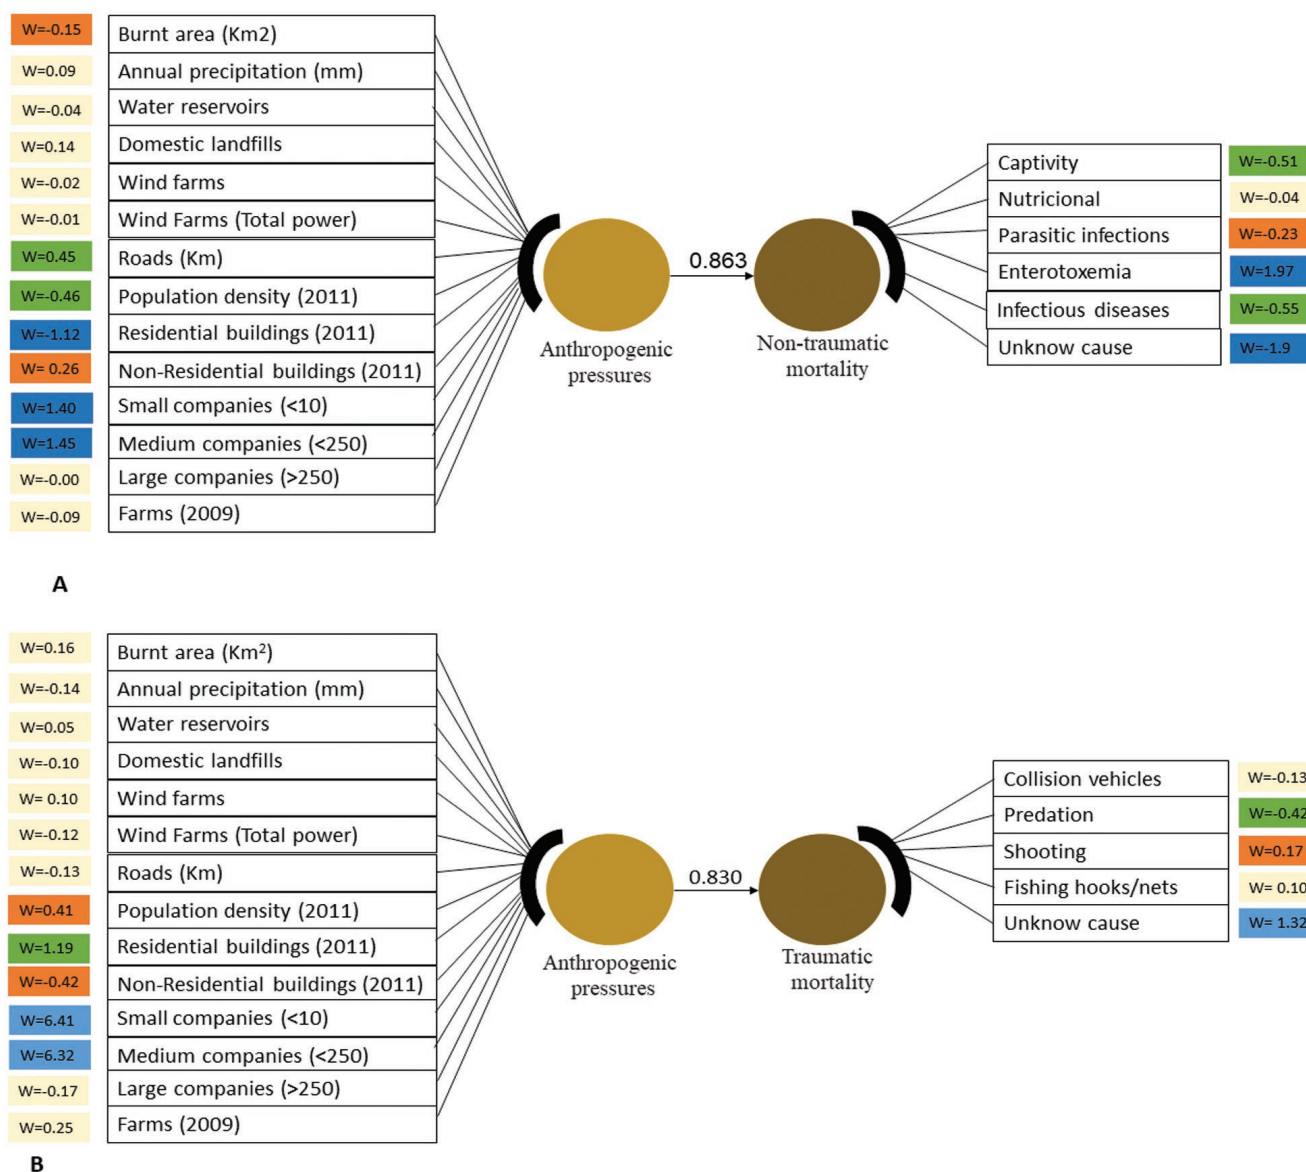 W=-0.15 Burnt area (Km2)
W=0.09 Annual precipitation (mm)
W=-0.04 Water reservoirs
W=0.14 Domestic landfills
W=-0.02 Wind farms
W=-0.01 Wind Farms (Total power)
W=0.45 Roads (Km)
W=-0.46 Population density (2011)
W=-1.12 Residential buildings (2011)
W= 0.26 Non-Residential buildings (2011)
W=1.40 Small companies (<10)
W=1.45 Medium companies (<250)
W=-0.00 Large companies (>250)
W=-0.09 Farms (2009)
Anthropogenic
pressures
0.863
Non-traumatic
mortality
Captivity W=-0.51
Nutricional W=-0.04
Parasitic infections W=-0.23
Enterotoxemia W=1.97
Infectious diseases W=-0.55
Unknow cause W=-1.9
A
W=0.16 Burnt area (Km²)
W=-0.14 Annual precipitation (mm)
W=0.05 Water reservoirs
W=-0.10 Domestic landfills
W= 0.10 Wind farms
W=-0.12 Wind Farms (Total power)
W=-0.13 Roads (Km)
W=0.41 Population density (2011)
W=1.19 Residential buildings (2011)
W=-0.42 Non-Residential buildings (2011)
W=6.41 Small companies (<10)
W=6.32 Medium companies (<250)
W=-0.17 Large companies (>250)
W=0.25 Farms (2009)
Anthropogenic
pressures
0.830
Traumatic
mortality
Collision vehicles W=-0.13
Predation W=-0.42
Shooting W=0.17
Fishing hooks/nets W= 0.10
Unknow cause W= 1.32
B